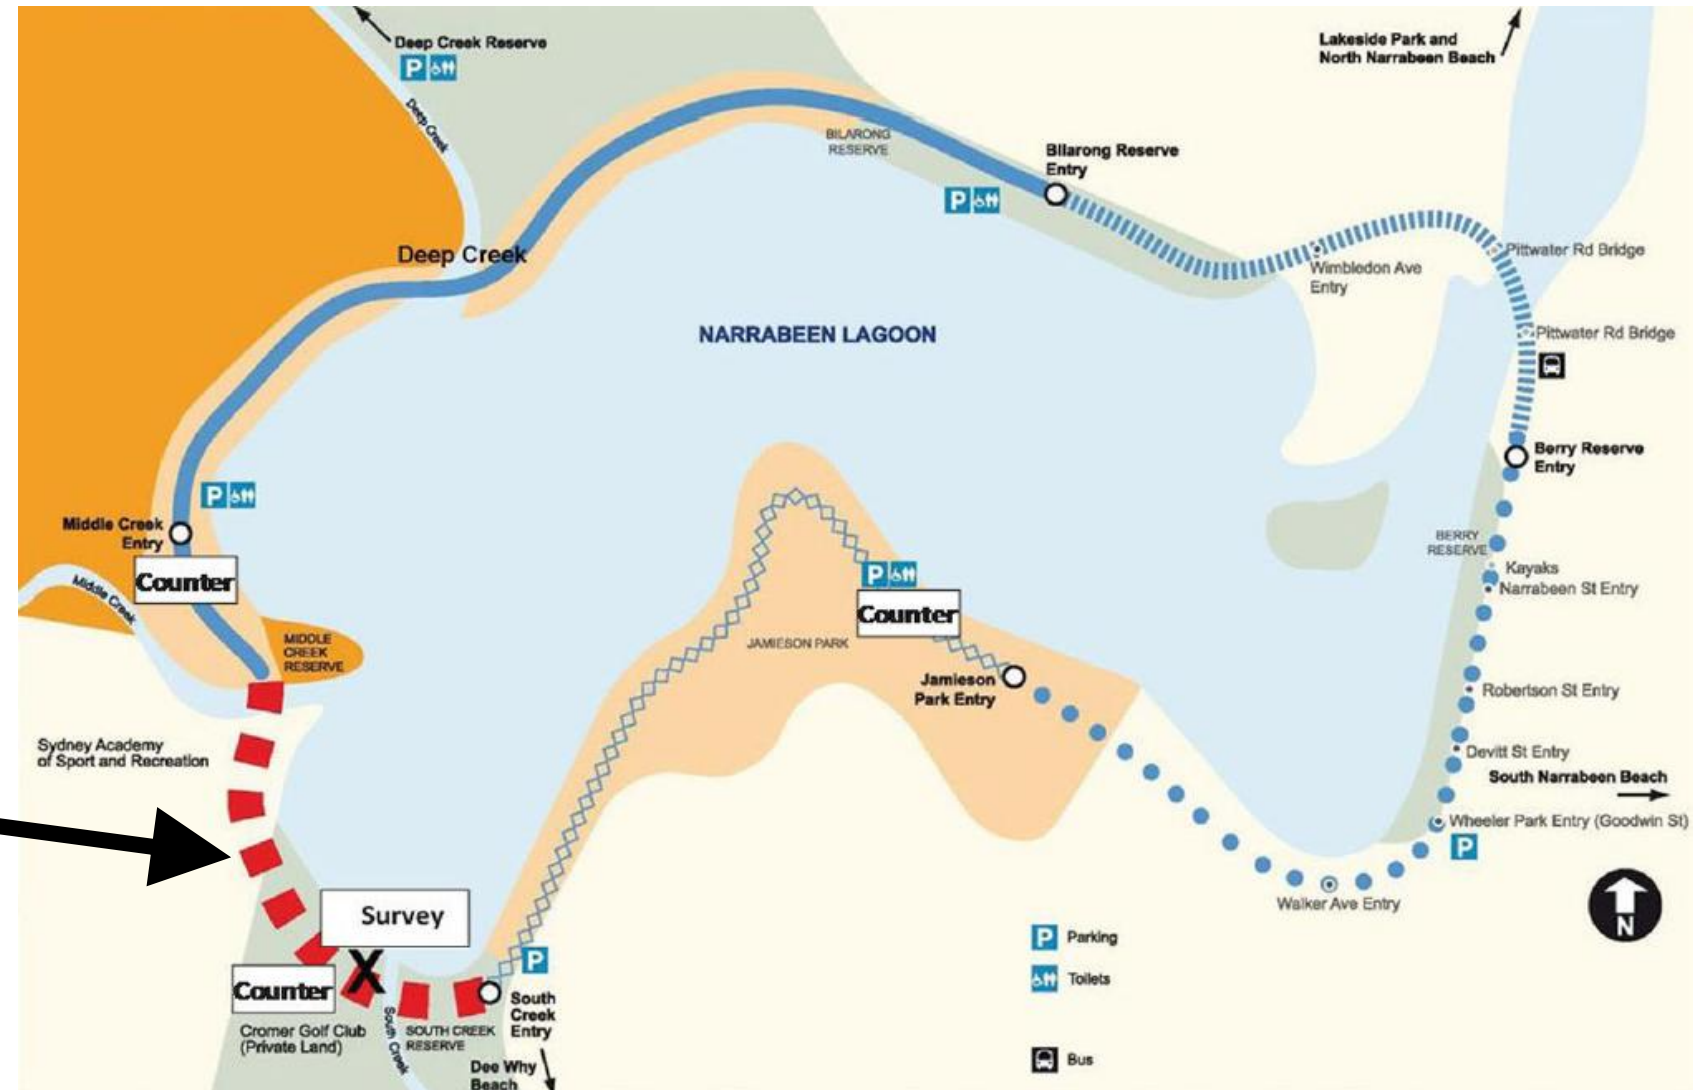 Deep Creek Reserve
P
Deep Creek
Lakeside Park and
North Narrabeen Beach
BILARONG
RESERVE
Bilarong Reserve
Entry
P
Deep Creek
Pittwater Rd Bridge
Wimbledon Ave
Entry
NARRABEEN LAGOON
Pittwater Rd Bridge
Berry Reserve
Entry
P
Middle Creek
Entry
Counter
Middle Creek
MIDDLE
CREEK
RESERVE
BERRY
RESERVE
Kayaks
Narrabeen St Entry
P
Counter
JAMIESON PARK
Jamieson
Park Entry
Robertson St Entry
Sydney Academy
of Sport and Recreation
Devitt St Entry
South Narrabeen Beach
Wheeler Park Entry (Goodwin St)
P
Walker Ave Entry
Survey
X
Counter
P
South
Creek
Entry
Cromer Golf Club
(Private Land)
South Creek
SOUTH CREEK
RESERVE
Dee Why
Beach
P Parking
Toilets
Bus
N